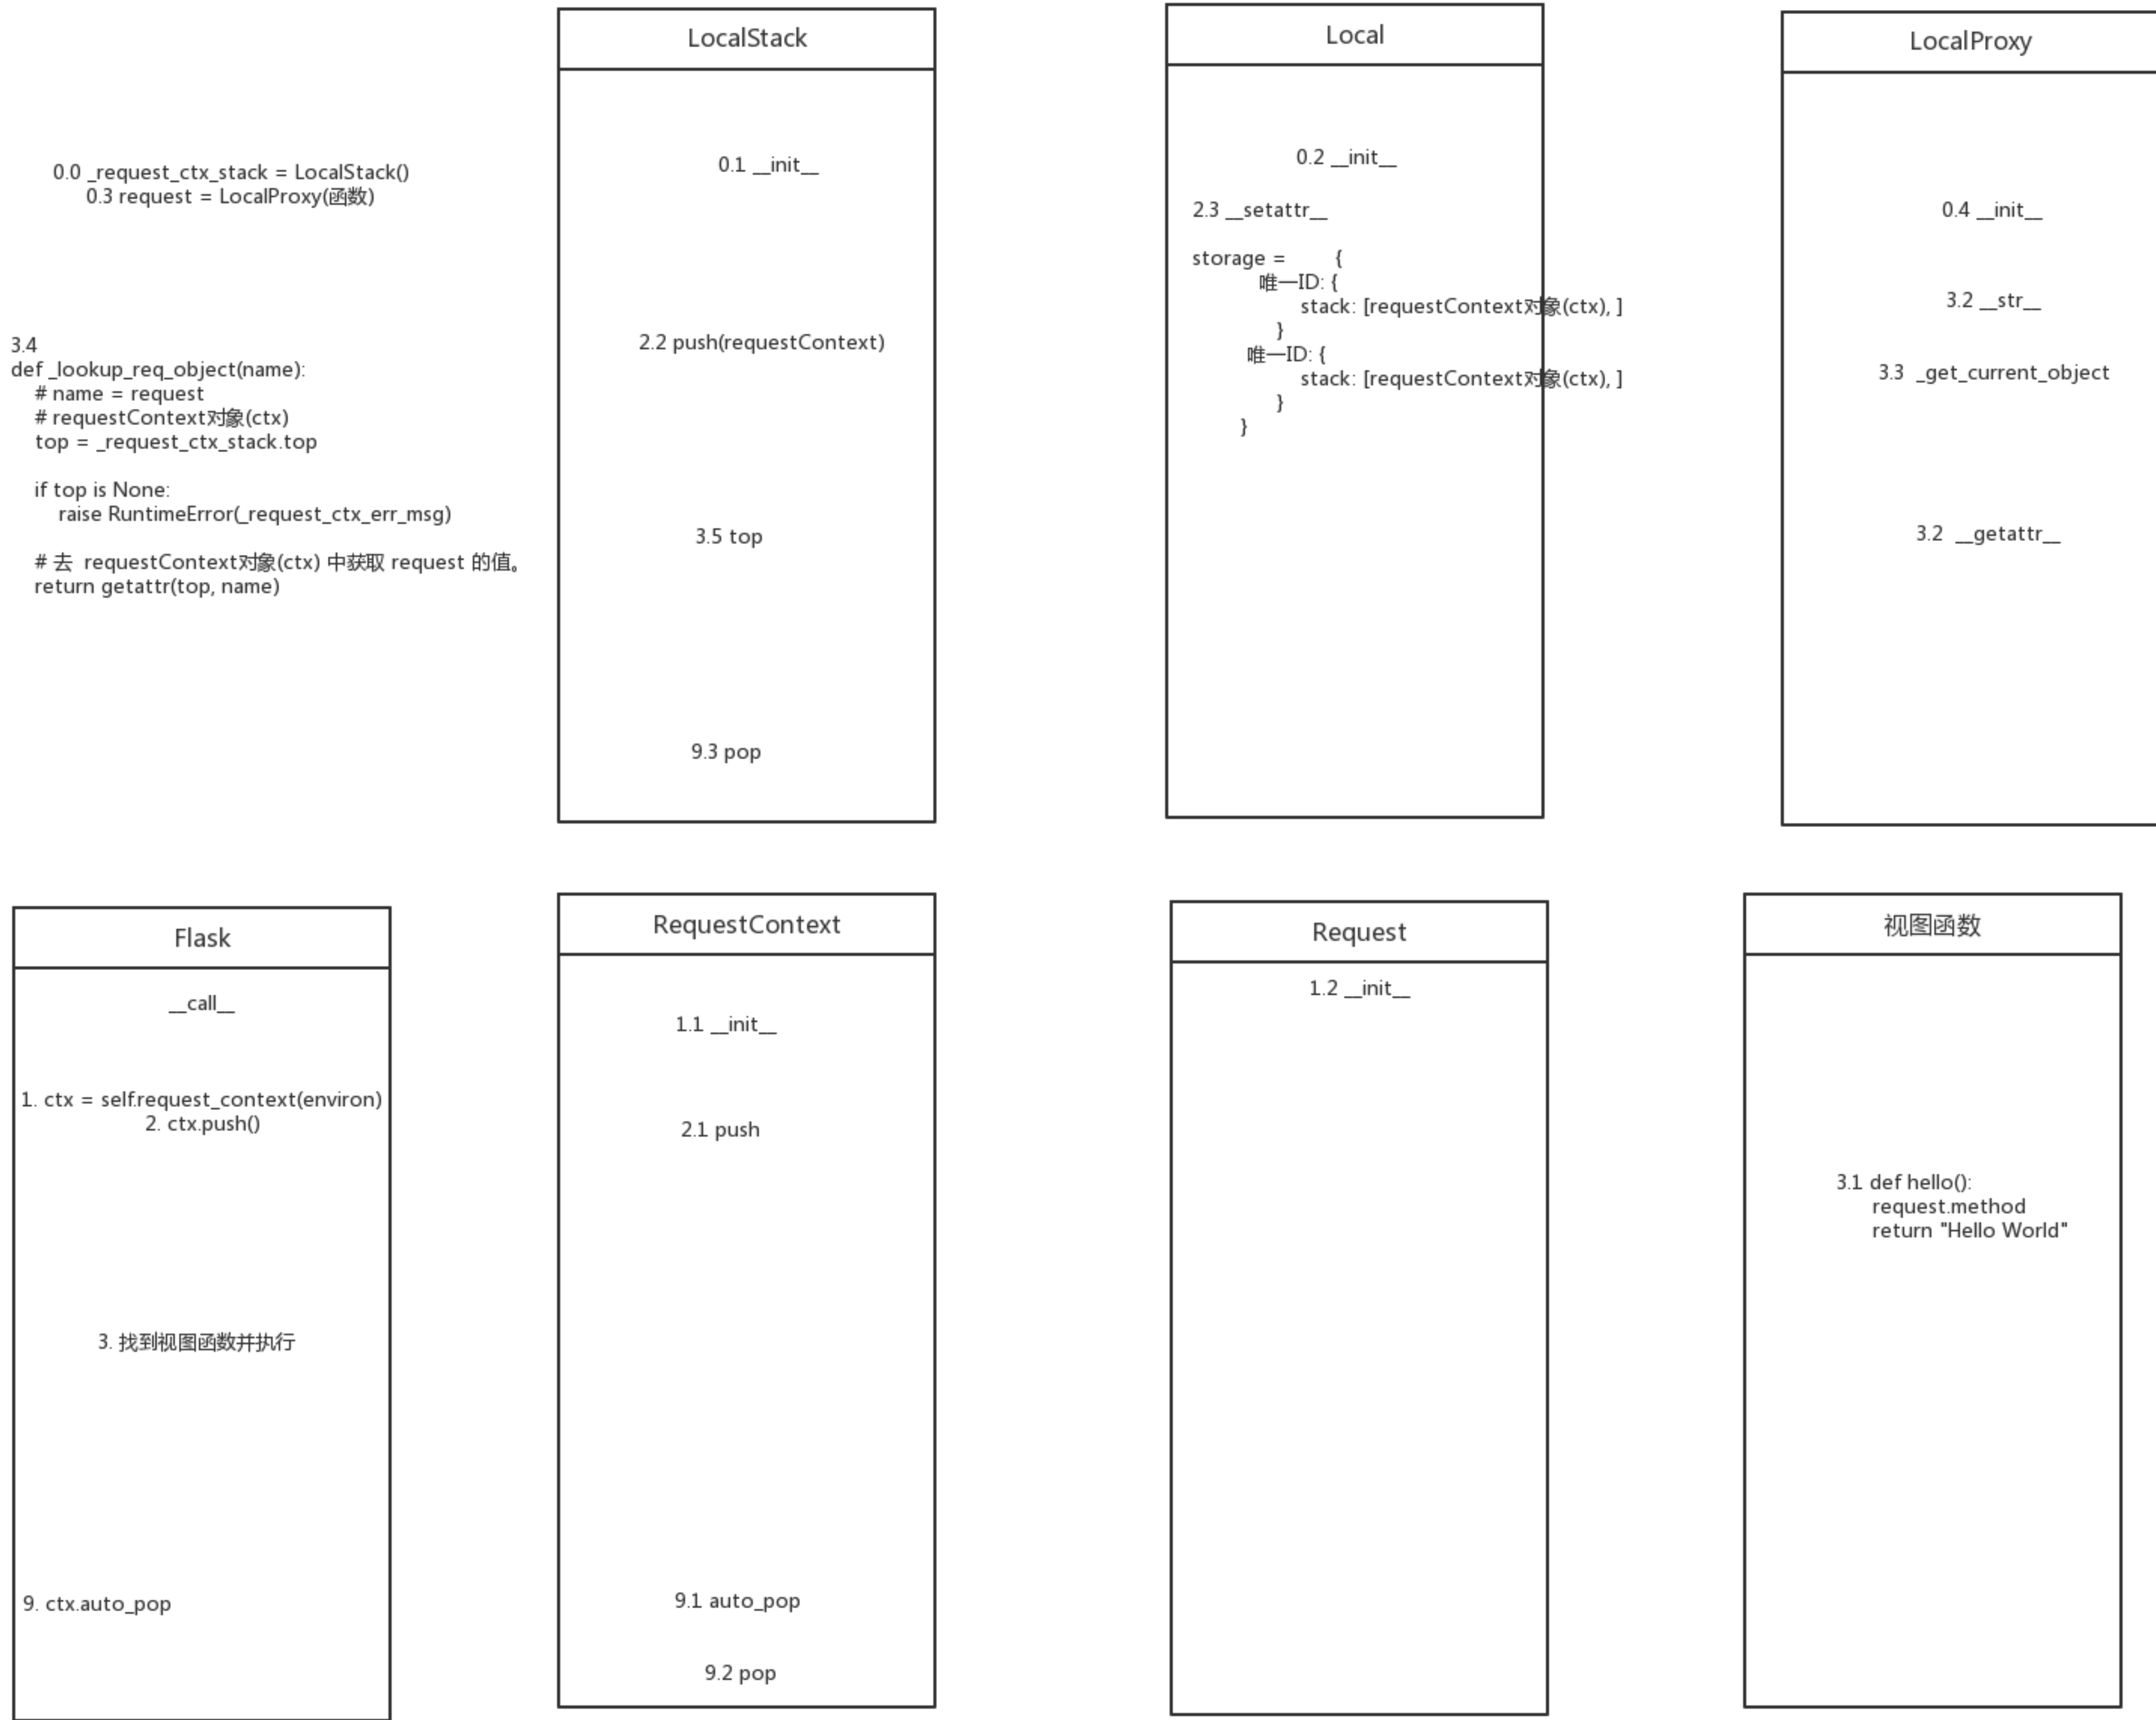 0.0 _request_ctx_stack = LocalStack()
0.3 request = LocalProxy(函数)
3.4
def _lookup_req_object(name):
# name = request
# requestContext对象(ctx)
top = _request_ctx_stack.top
if top is None:
raise RuntimeError(_request_ctx_err_msg)
# 去  requestContext对象(ctx) 中获取 request 的值。
return getattr(top, name)
LocalStack
0.1 __init__
2.2 push(requestContext)
3.5 top
9.3 pop
Local
0.2 __init__
2.3 __setattr__
storage = {
唯一ID: {
stack: [requestContext对象(ctx), ]
}
唯一ID: {
stack: [requestContext对象(ctx), ]
}
}
LocalProxy
0.4 __init__
3.2 __str__
3.3 _get_current_object
3.2 __getattr__
Flask
__call__
1. ctx = self.request_context(environ)
2. ctx.push()
3. 找到视图函数并执行
9. ctx.auto_pop
RequestContext
1.1 __init__
2.1 push
9.1 auto_pop
9.2 pop
Request
1.2 __init__
视图函数
3.1 def hello():
request.method
return "Hello World"